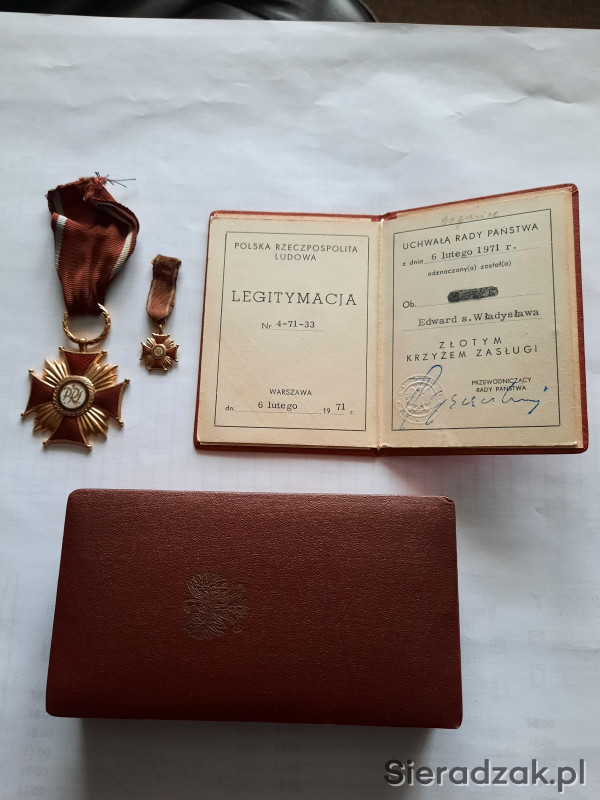 PRL
POLSKA RZECZPOSPOLITA
LUDOWA
LEGITYMACJA
Nr 4-71-33
WARSZAWA
dn. 6 lutego 1971 r.
UCHWAŁĄ RADY PAŃSTWA
z dnia 6 lutego 1971 r.
odznaczony(a) został(a)
Ob.
Edward s.Władysława
ZŁOTYM
KRZYŻEM ZASŁUGI
PRZEWODNICZĄCY
RADY PAŃSTWA
Sieradzak.pl